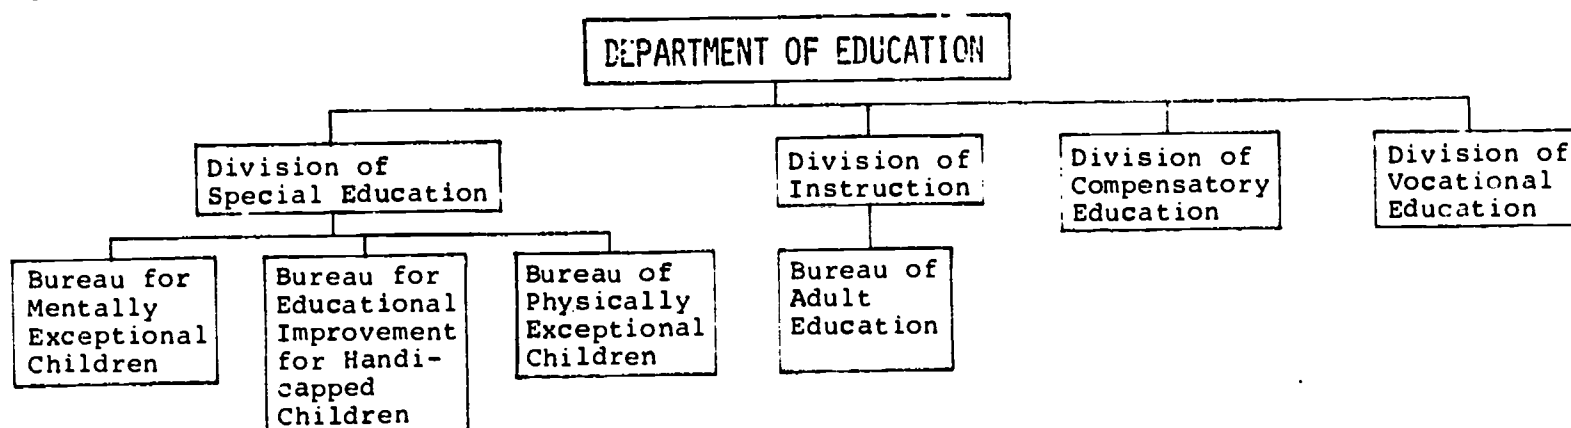 DEPARTMENT OF EDUCATION
Division of
Special Education
Division of
Instruction
Division of
Compensatory
Education
Division of
Vocational
Education
Bureau for
Mentally
Exceptional
Children
Bureau for
Educational
Improvement
for Handi-
capped
Children
Bureau of
Physically
Exceptional
Children
Bureau of
Adult
Education